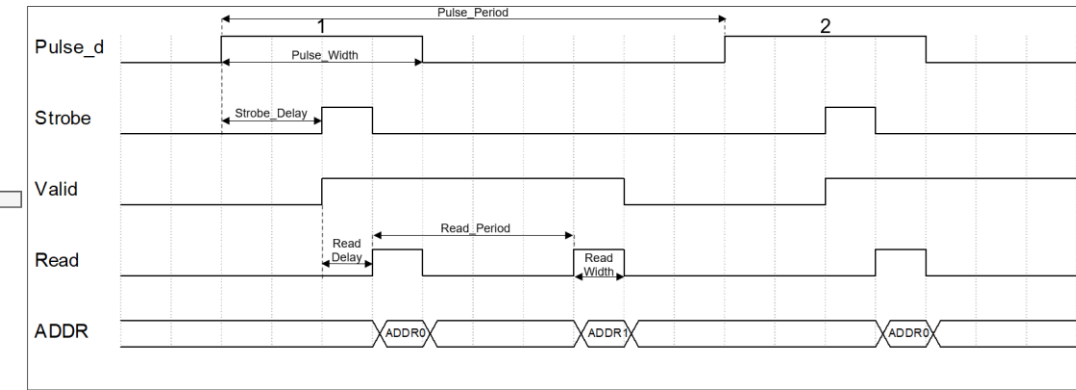 Pulse_Period
1
2
Pulse_d
Pulse_Width
Strobe
Strobe_Delay
Valid
Read_Period
Read
Delay
Read
Read
Width
ADDR
ADDR0
ADDR1
ADDR0